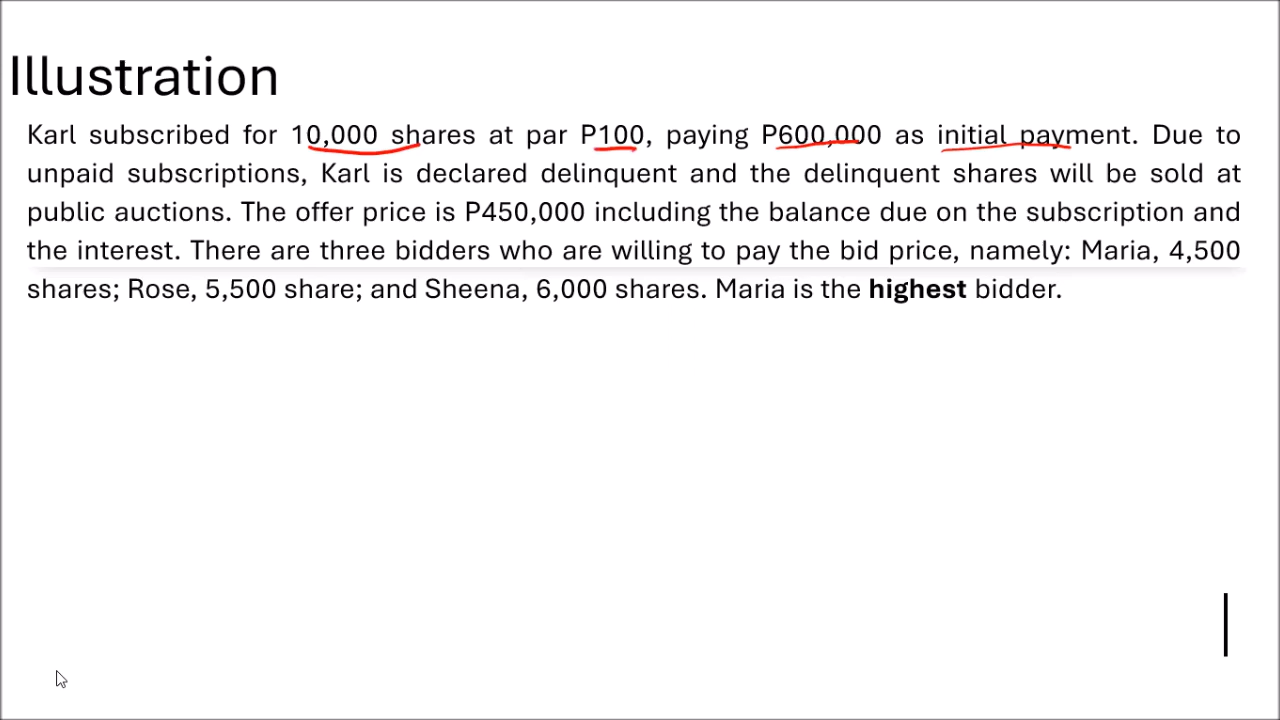 Illustration
Karl subscribed for 10,000 shares at par P100, paying P600,000 as initial payment. Due to
unpaid subscriptions, Karl is declared delinquent and the delinquent shares will be sold at
public auctions. The offer price is P450,000 including the balance due on the subscription and
the interest. There are three bidders who are willing to pay the bid price, namely: Maria, 4,500
shares; Rose, 5,500 share; and Sheena, 6,000 shares. Maria is the highest bidder.